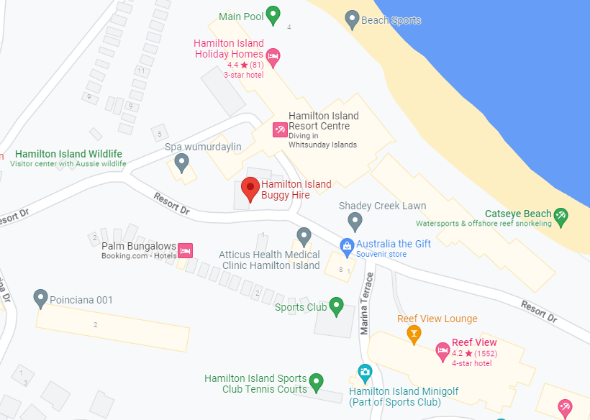 Main Pool
4
Beach Sports
Hamilton Island
Holiday Homes
4.4 ★ (81)
3-star hotel
9
5
Hamilton Island
Resort Centre
Diving in
Whitsunday Islands
Hamilton Island Wildlife
Visitor center with Aussie wildlife
Spa wumurdaylin
Hamilton Island
Buggy Hire
Resort Dr
Resort Dr
Shadey Creek Lawn
Catseye Beach
Watersports & offshore reef snorkeling
Palm Bungalows
Booking.com - Hotels
Atticus Health Medical
Clinic Hamilton Island
Australia the Gift
Souvenir store
8
1
1
Poinciana 001
2
Sports Club
Marina Terrace
Resort Dr
Reef View Lounge
Reef View
4.2 ★ (1552)
4-star hotel
Hamilton Island Sports
Club Tennis Courts
Hamilton Island Minigolf
(Part of Sports Club)